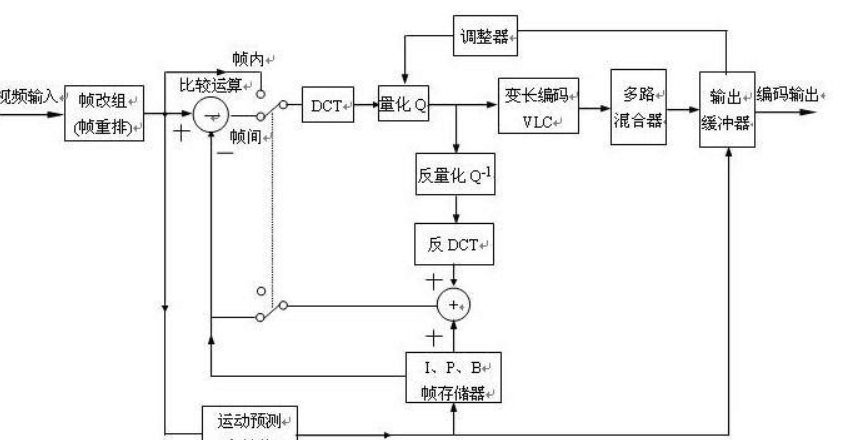 调整器
帧内
比较运算
视频输入
帧改组
(帧重排)
帧间
DCT
量化 Q
变长编码
VLC
多路
混合器
输出
缓冲器
编码输出
反量化 Q⁻¹
反 DCT
I、P、B
帧存储器
运动预测